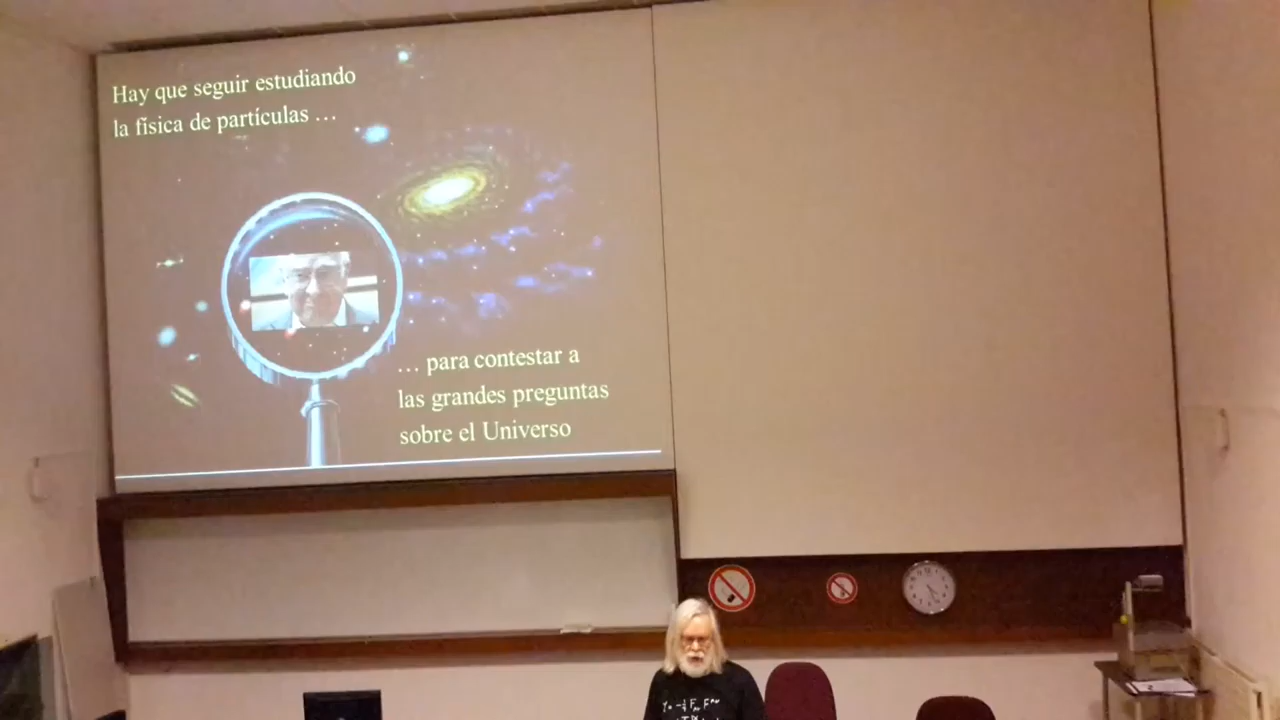 Hay que seguir estudiando
la física de partículas …
… para contestar a
las grandes preguntas
sobre el Universo